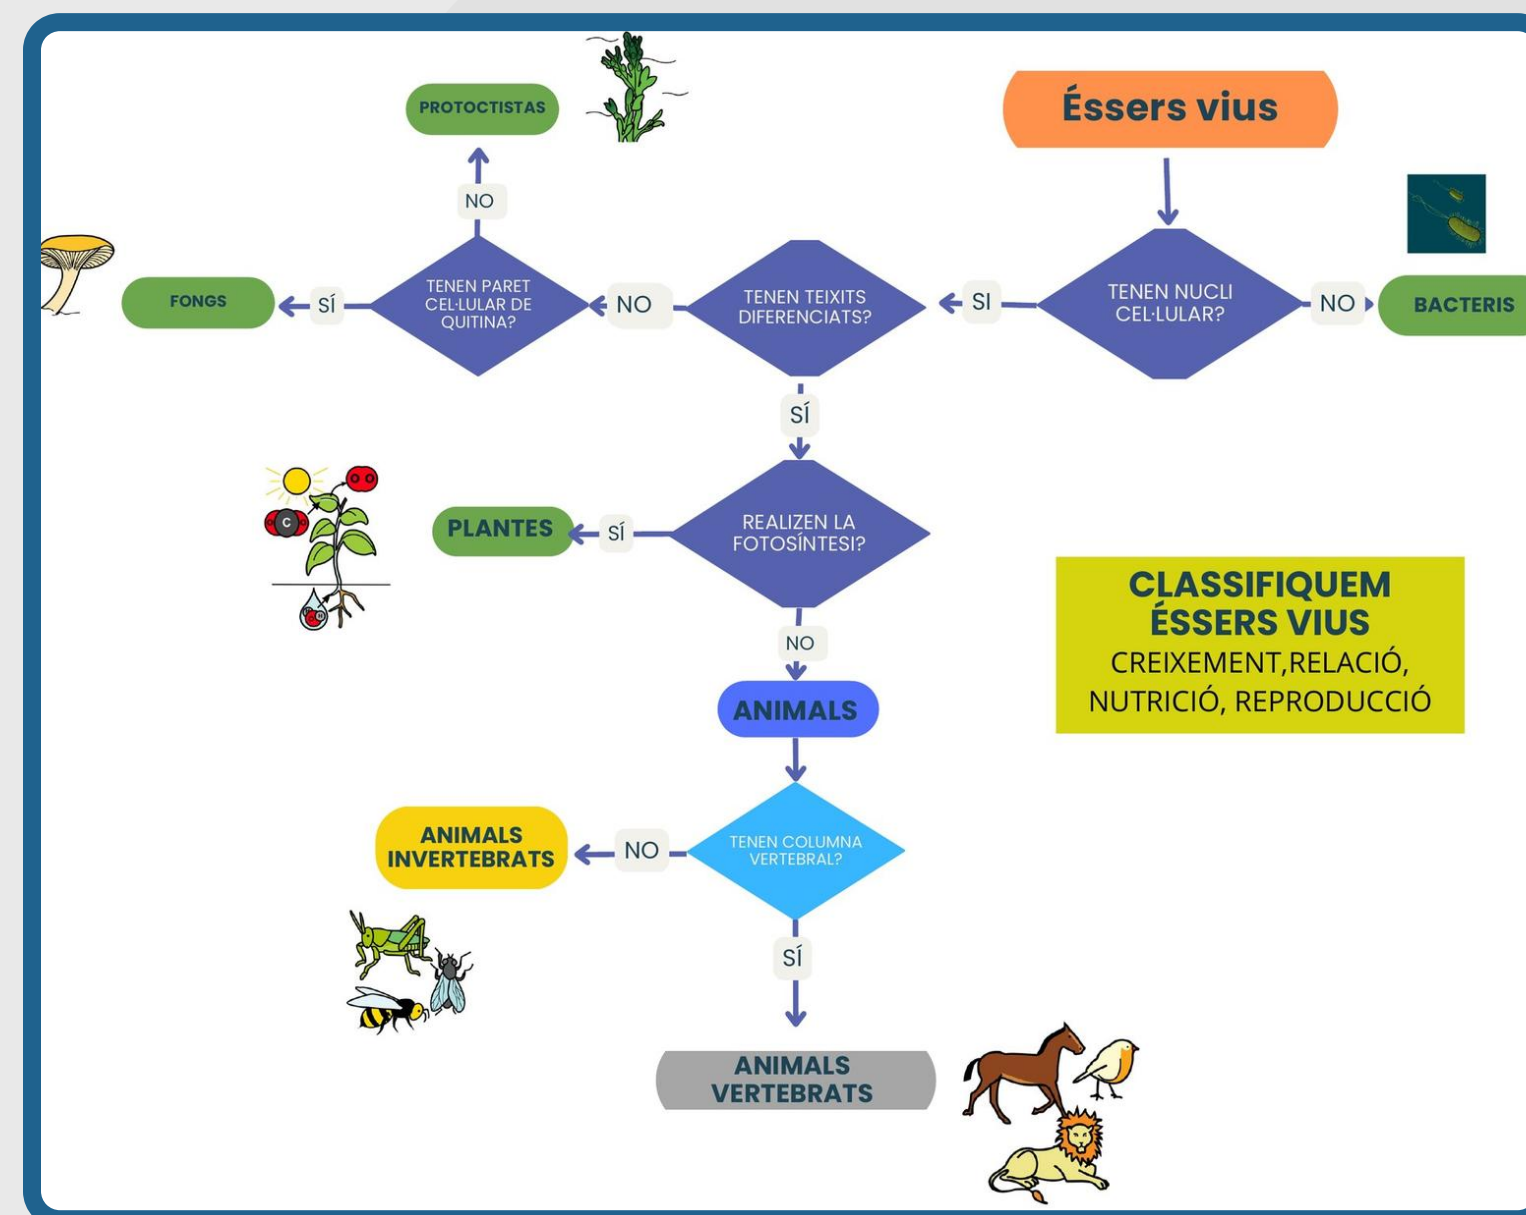 Éssers vius
TENEN NUCLI
CEL·LULAR?
NO
BACTERIS
SI
TENEN TEIXITS
DIFERENCIATS?
NO
TENEN PARET
CEL·LULAR DE
QUITINA?
NO
PROTOCTISTAS
SÍ
FONGS
SÍ
REALIZEN LA
FOTOSÍNTESI?
SÍ
PLANTES
C
NO
ANIMALS
TENEN COLUMNA
VERTEBRAL?
NO
ANIMALS
INVERTEBRATS
SÍ
ANIMALS
VERTEBRATS
CLASSIFIQUEM
ÉSSERS VIUS
CREIXEMENT,RELACIÓ,
NUTRICIÓ, REPRODUCCIÓ